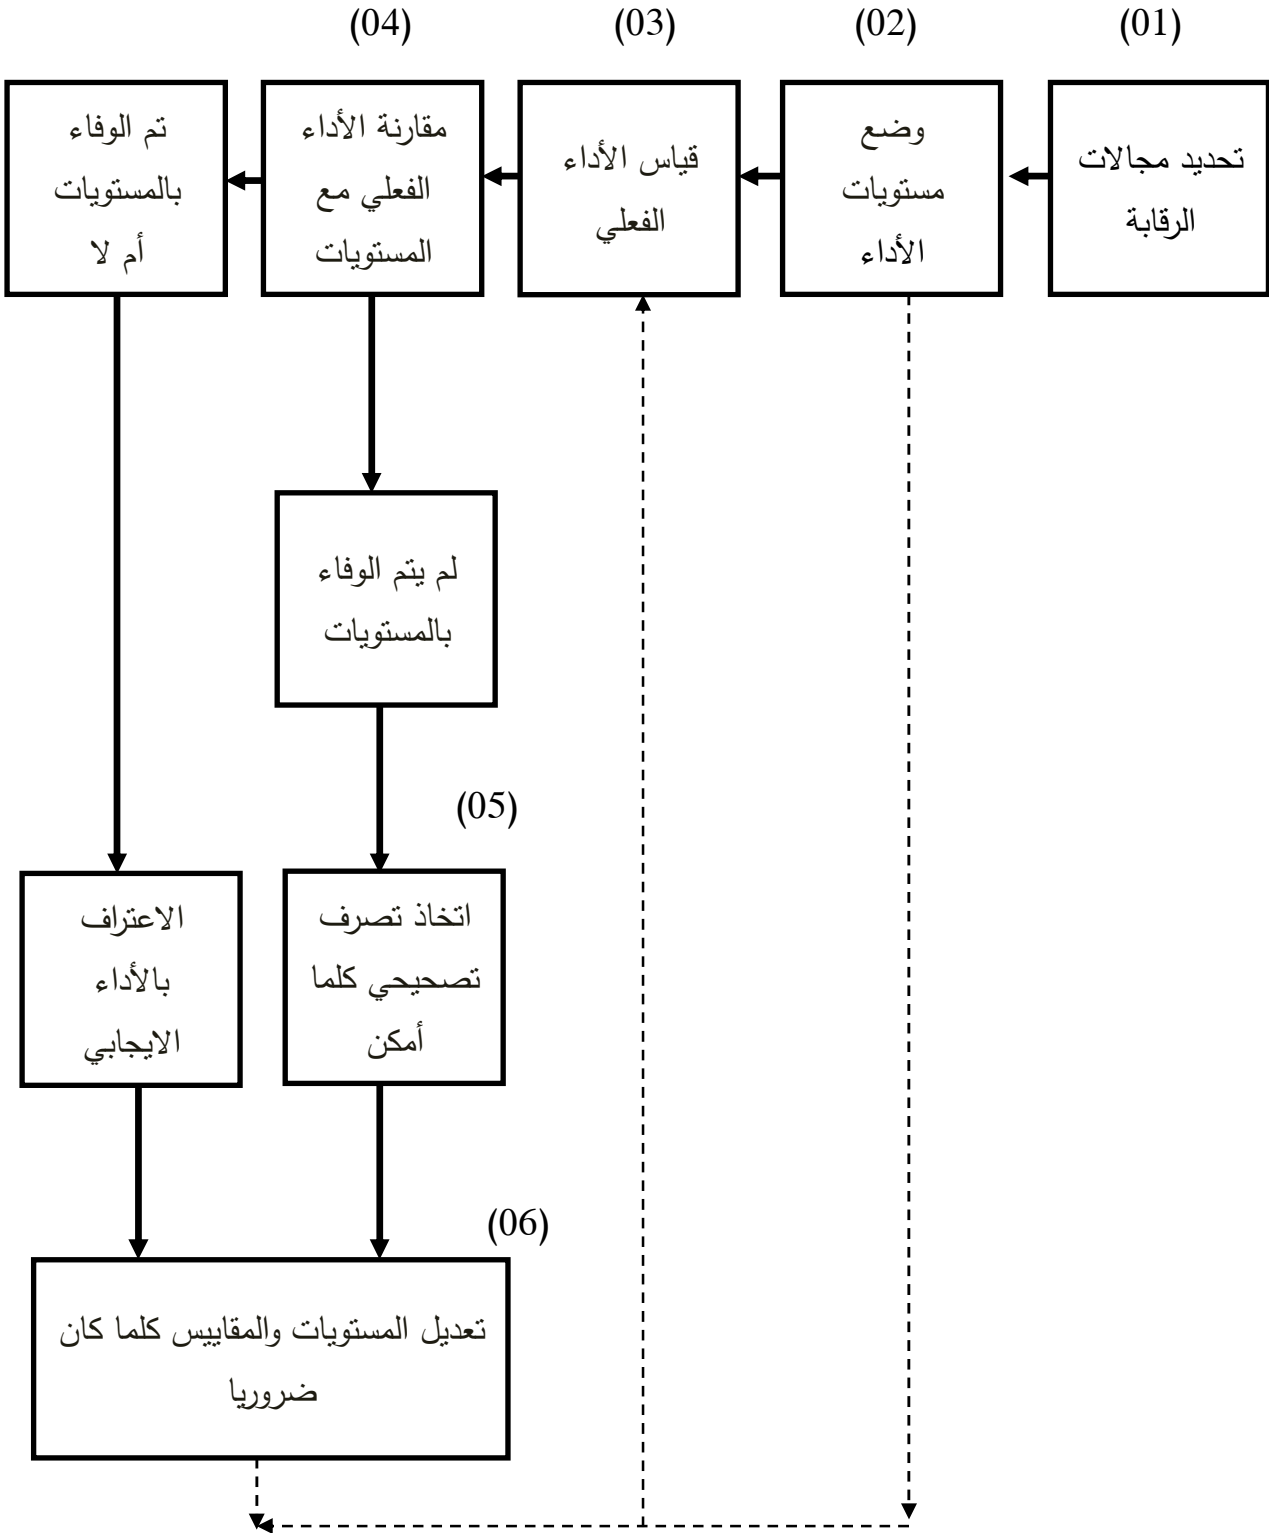 (01)
(02)
(03)
(04)
تحديد مجالات
الرقابة
وضع
مستويات
الأداء
قياس الأداء
الفعلي
مقارنة الأداء
الفعلي مع
المستويات
تم الوفاء
بالمستويات
أم لا
لم يتم الوفاء
بالمستويات
(05)
اتخاذ تصرف
تصحيحي كلما
أمكن
الاعتراف
بالأداء
الايجابي
(06)
تعديل المستويات والمقاييس كلما كان
ضروريا